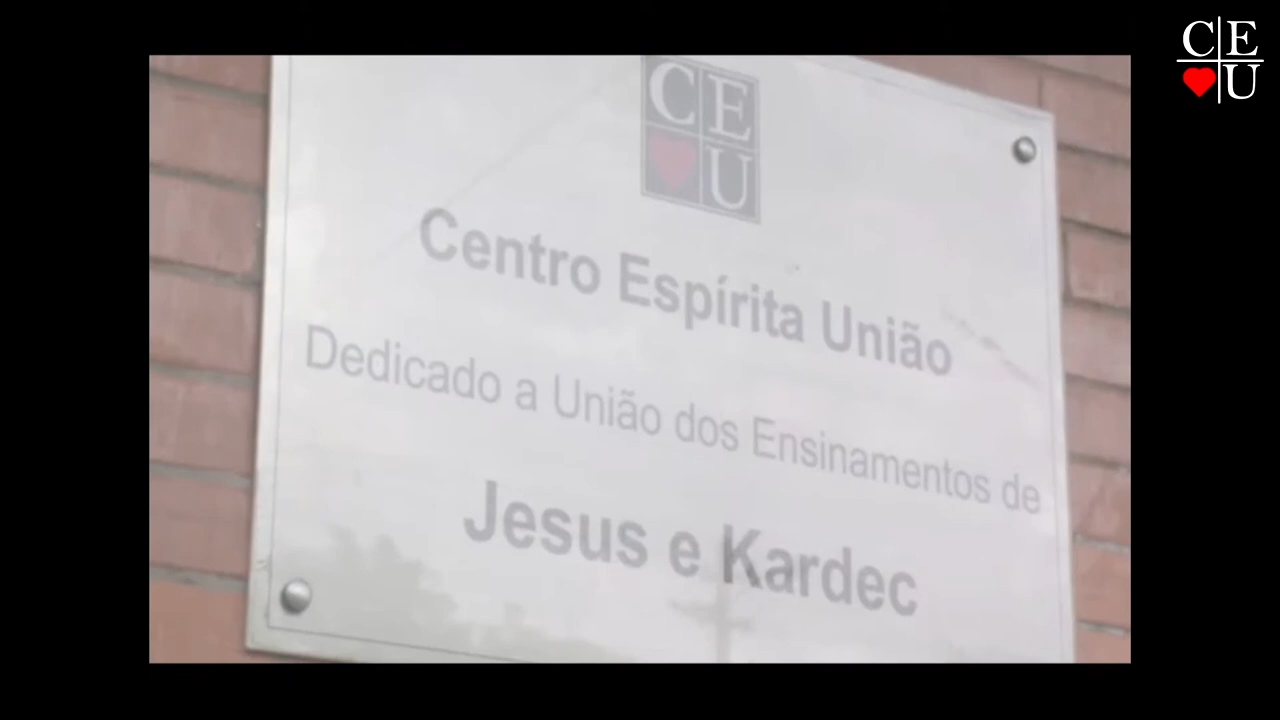 CE
U
CE
U
Centro Espírita União
Dedicado a União dos Ensinamentos de
Jesus e Kardec